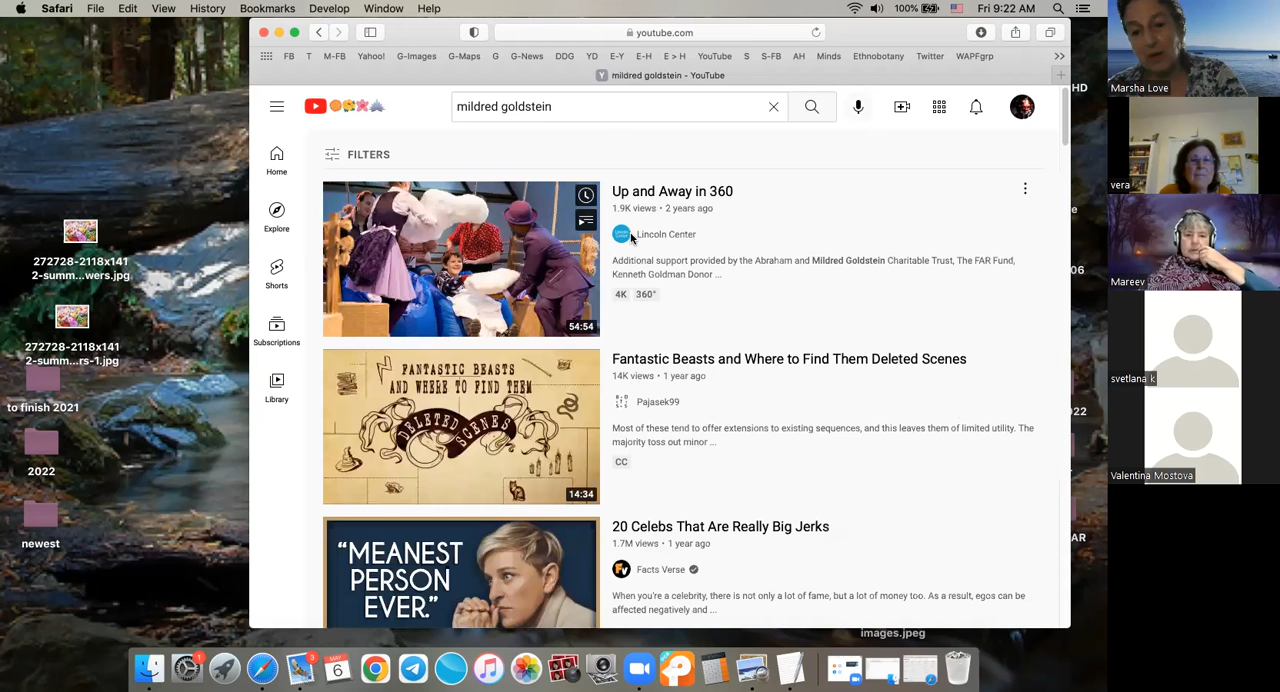 Safari File Edit View History Bookmarks Develop Window Help 100% Fri 9:22 AM
youtube.com
FB T M-FB Yahoo! G-Images G-Maps G G-News DDG YD E-Y E-H E > H YouTube S S-FB AH Minds Ethnobotany Twitter WAPFgrp
mildred goldstein - YouTube
mildred goldstein
FILTERS
Home
Explore
Shorts
Subscriptions
Library
Up and Away in 360
1.9K views • 2 years ago
Lincoln Center
Additional support provided by the Abraham and Mildred Goldstein Charitable Trust, The FAR Fund,
Kenneth Goldman Donor ...
4K 360°
54:54
FANTASTIC BEASTS
AND WHERE TO FIND THEM
DELETED SCENES
14:34
Fantastic Beasts and Where to Find Them Deleted Scenes
14K views • 1 year ago
Pajasek99
Most of these tend to offer extensions to existing sequences, and this leaves them of limited utility. The
majority toss out minor ...
CC
"MEANEST
PERSON
EVER."
20 Celebs That Are Really Big Jerks
1.7M views • 1 year ago
Facts Verse
When you're a celebrity, there is not only a lot of fame, but a lot of money too. As a result, egos can be
affected negatively and ...
272728-2118x141
2-summ...wers.jpg
272728-2118x141
2-summ...rs-1.jpg
to finish 2021
2022
newest
HD
06
022
AR
images.jpeg
Marsha Love
vera
Mareev
svetlana k
Valentina Mostova
1
3
MAY
6